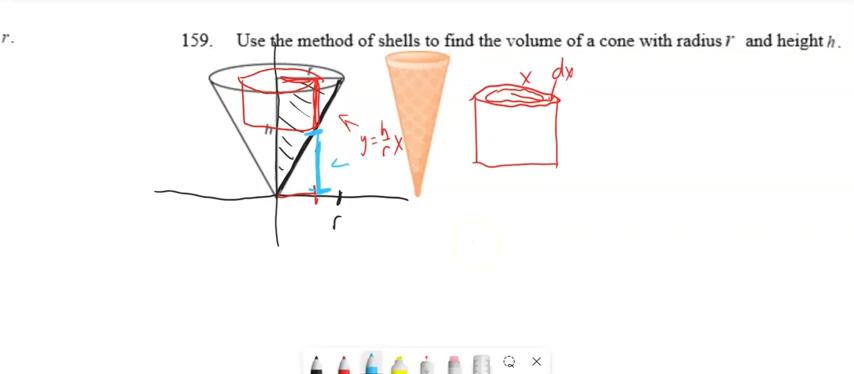 r.
159. Use the method of shells to find the volume of a cone with radius r and height h.
r
x dx
h
y = h/r x
r